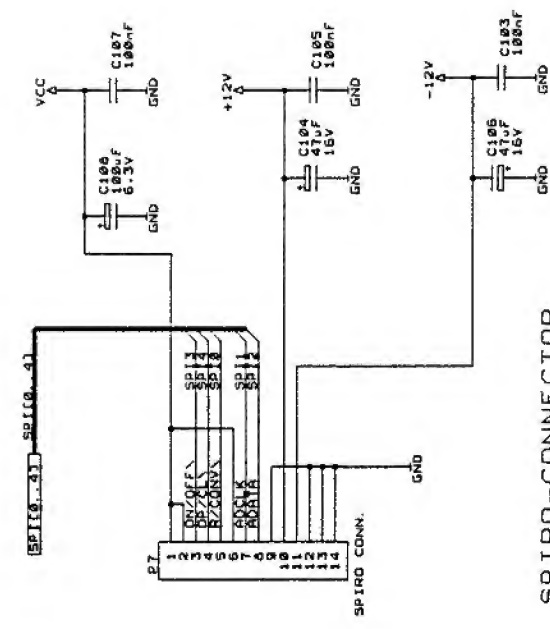 SPI[0..4]
SPI[0..4]
VCC
C107
100nF
GND
C108
100uF
6.3V
GND
+12V
C105
100nF
GND
C104
47uF
16V
GND
-12V
C103
100nF
GND
C106
47uF
16V
GND
P7
1
2
3
4
5
6
7
8
9
10
11
12
13
14
ON/OFF\
DP/CL\
R/CONV\
ADCLK
ADATA
SPI3
SPI4
SPI0
SPI1
SPI2
GND
SPIRO CONN.
SPIRO-CONNECTOR